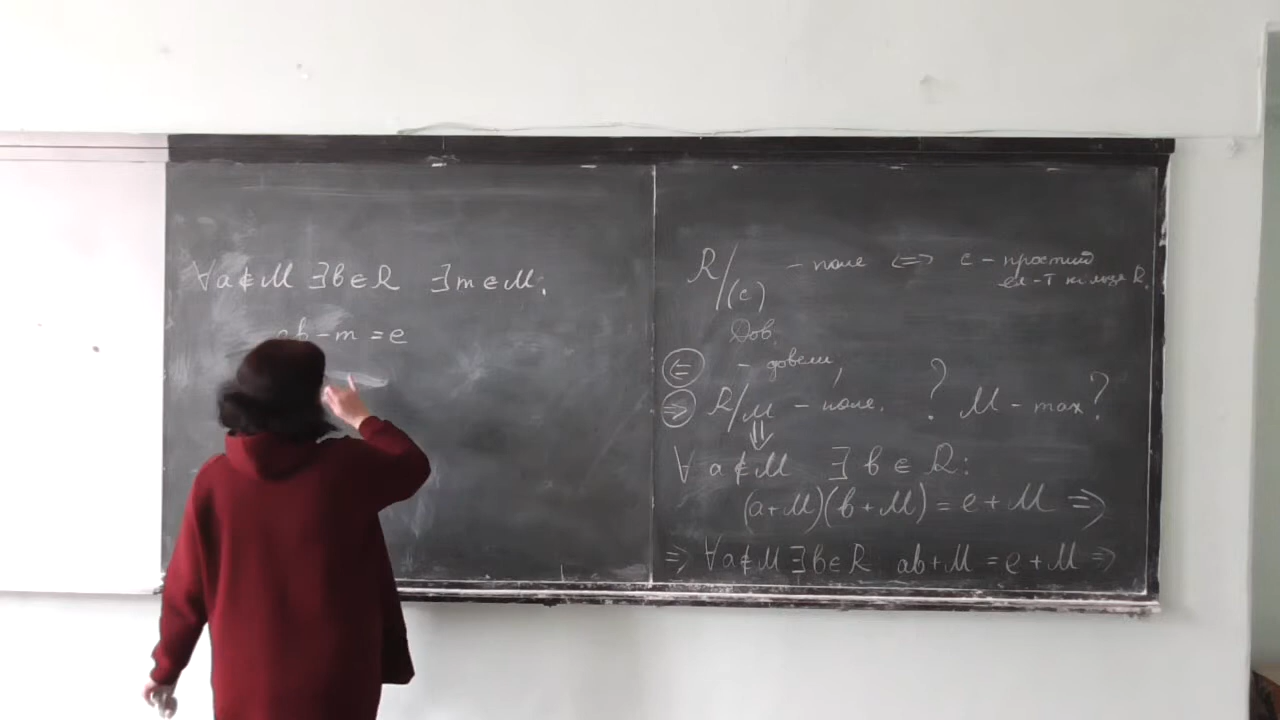 ∀a∉M ∃b∈R ∃m∈M:
ab-m=e
R/(c) - поле ⟺ c - простий
ел-т кільця R.
Дов.
⇐ - довели,
⇒ R/M - поле. ? M - max?
⇓
∀ a∉M ∃ b∈R:
(a+M)(b+M)=e+M ⇒
⇒ ∀a∉M ∃b∈R ab+M=e+M ⇒